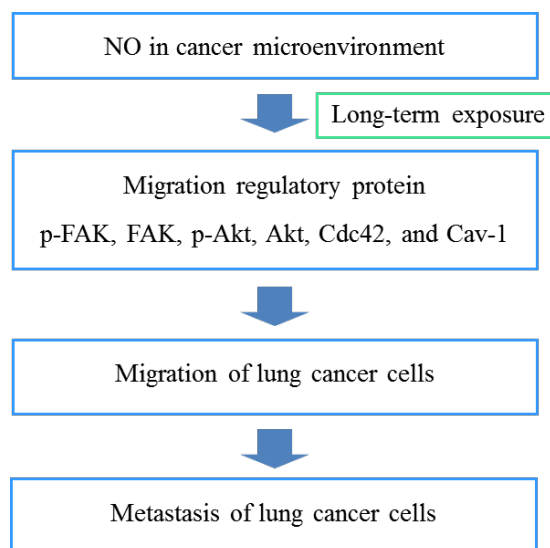 NO in cancer microenvironment
Long-term exposure
Migration regulatory protein
p-FAK, FAK, p-Akt, Akt, Cdc42, and Cav-1
Migration of lung cancer cells
Metastasis of lung cancer cells